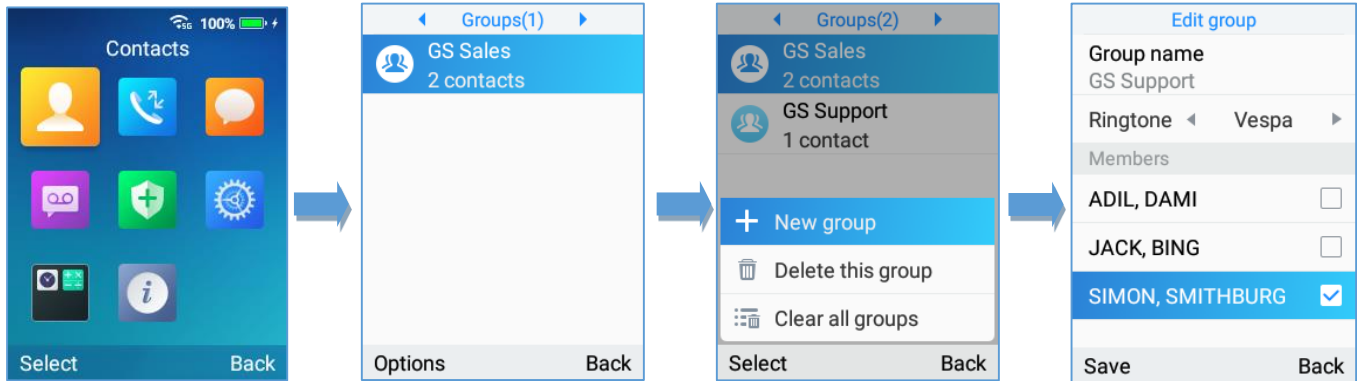 5G 100%
Contacts
Select Back
Groups(1)
GS Sales
2 contacts
Options Back
Groups(2)
GS Sales
2 contacts
GS Support
1 contact
New group
Delete this group
Clear all groups
Select Back
Edit group
Group name
GS Support
Ringtone Vespa
Members
ADIL, DAMI
JACK, BING
SIMON, SMITHBURG
Save Back